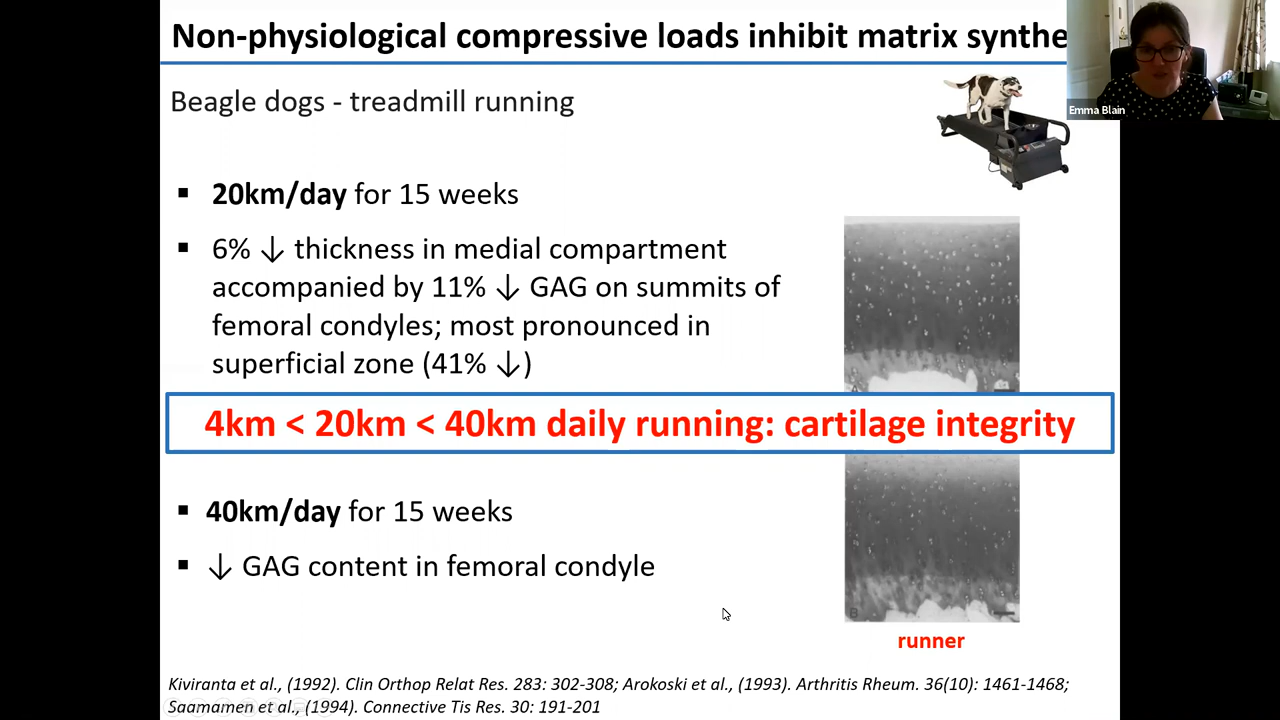 Non-physiological compressive loads inhibit matrix synthe
Emma Blain
Beagle dogs - treadmill running
▪ 20km/day for 15 weeks
▪ 6% ↓ thickness in medial compartment
accompanied by 11% ↓ GAG on summits of
femoral condyles; most pronounced in
superficial zone (41% ↓)
4km < 20km < 40km daily running: cartilage integrity
▪ 40km/day for 15 weeks
▪ ↓ GAG content in femoral condyle
B
runner
Kiviranta et al., (1992). Clin Orthop Relat Res. 283: 302-308; Arokoski et al., (1993). Arthritis Rheum. 36(10): 1461-1468;
Saamamen et al., (1994). Connective Tis Res. 30: 191-201